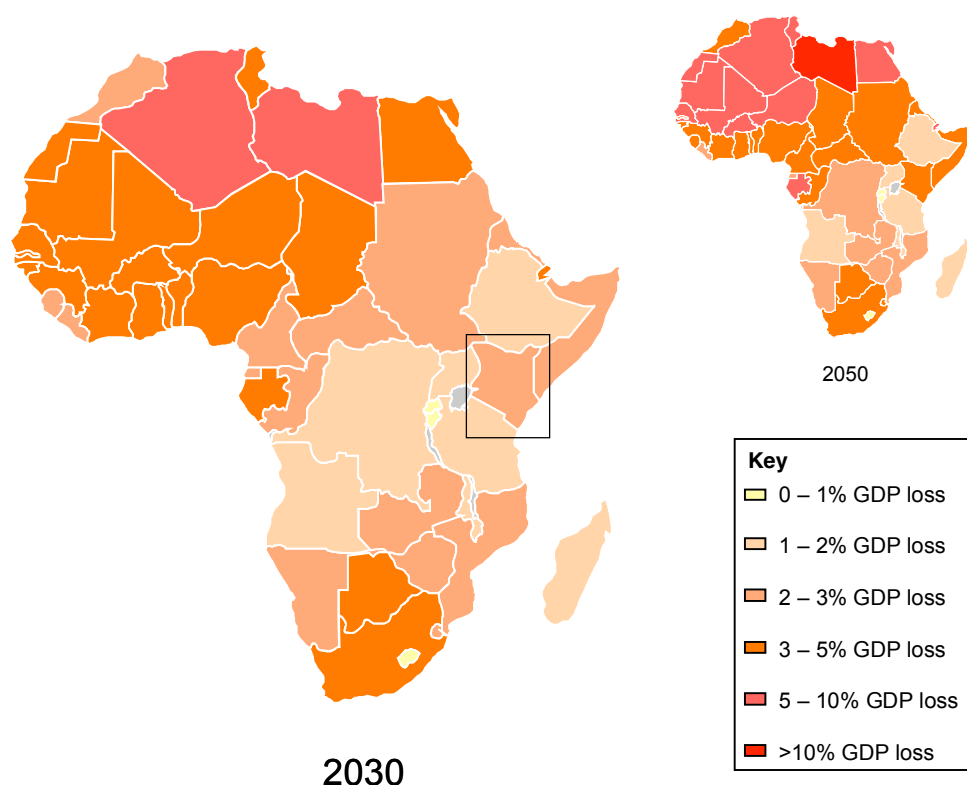 2050
Key
0 – 1% GDP loss
1 – 2% GDP loss
2 – 3% GDP loss
3 – 5% GDP loss
5 – 10% GDP loss
>10% GDP loss
2030